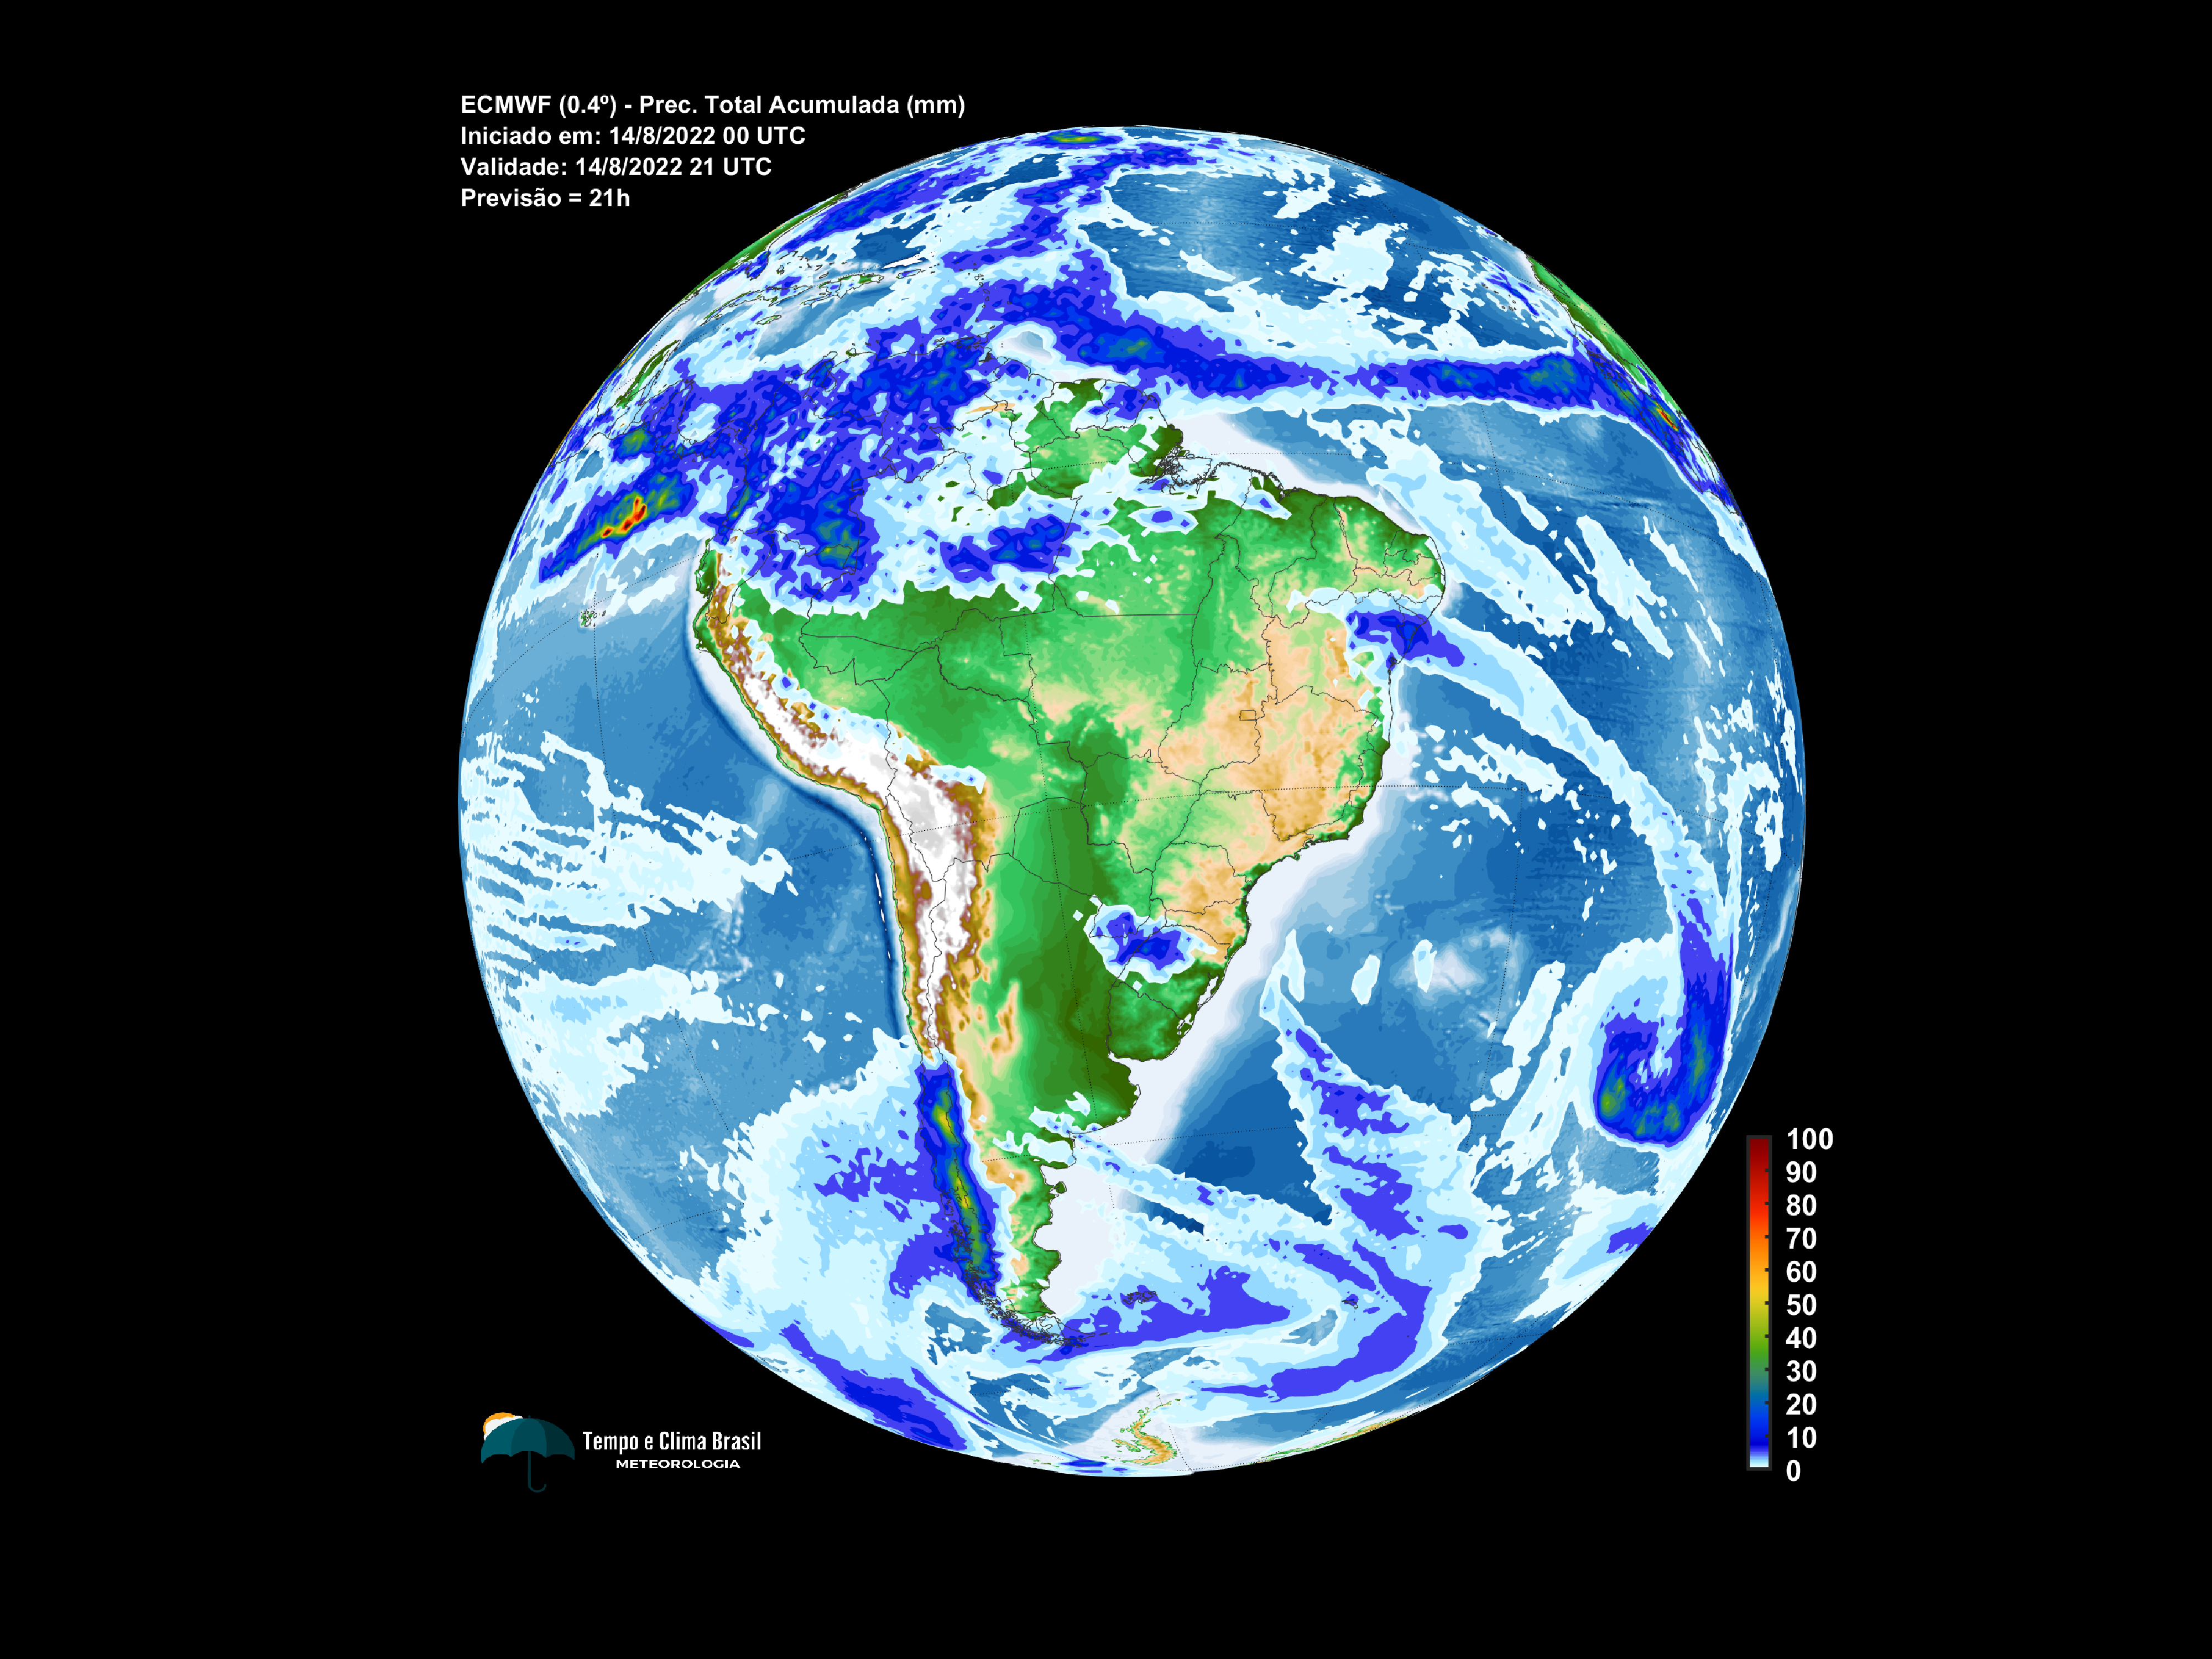 ECMWF (0.4º) - Prec. Total Acumulada (mm)
Iniciado em: 14/8/2022 00 UTC
Validade: 14/8/2022 21 UTC
Previsão = 21h
100
90
80
70
60
50
40
30
20
10
0
Tempo e Clima Brasil
METEOROLOGIA